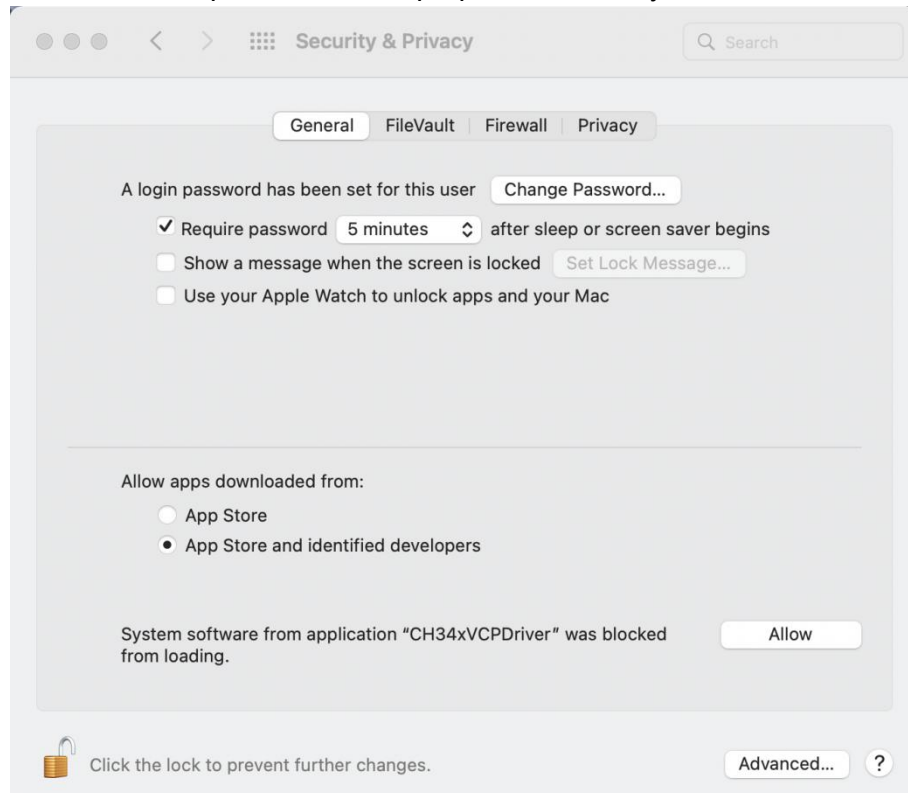 Security & Privacy
Search
General FileVault Firewall Privacy
A login password has been set for this user Change Password...
Require password 5 minutes after sleep or screen saver begins
Show a message when the screen is locked Set Lock Message...
Use your Apple Watch to unlock apps and your Mac
Allow apps downloaded from:
App Store
App Store and identified developers
System software from application “CH34xVCPDriver” was blocked Allow
from loading.
Click the lock to prevent further changes. Advanced... ?